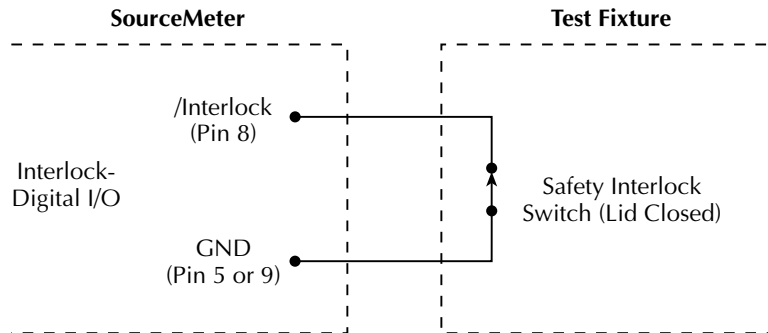 SourceMeter
Test Fixture
/Interlock
(Pin 8)
Interlock-
Digital I/O
Safety Interlock
Switch (Lid Closed)
GND
(Pin 5 or 9)